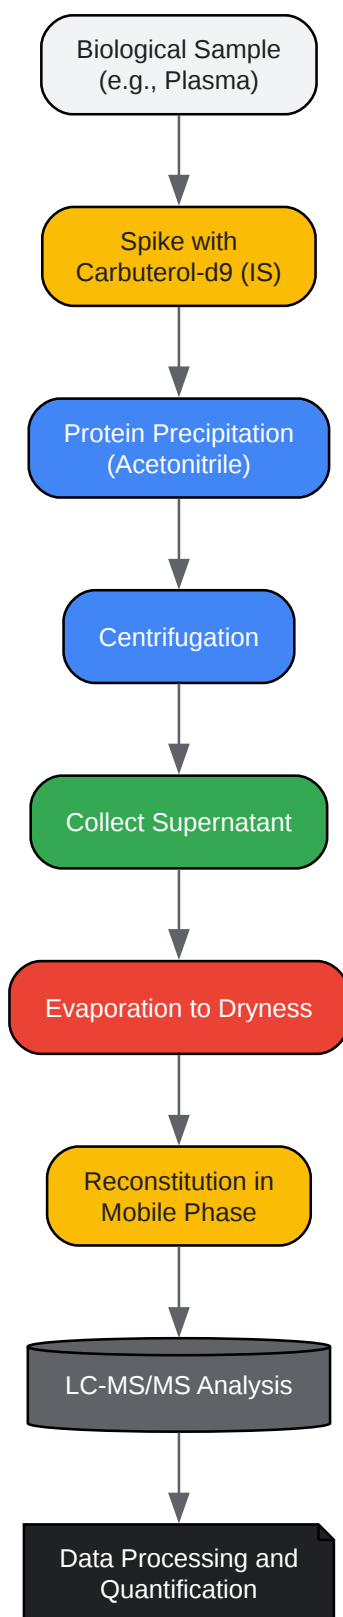 Biological Sample
(e.g., Plasma)
Spike with
Carbuterol-d9 (IS)
Protein Precipitation
(Acetonitrile)
Centrifugation
Collect Supernatant
Evaporation to Dryness
Reconstitution in
Mobile Phase
LC-MS/MS Analysis
Data Processing and
Quantification